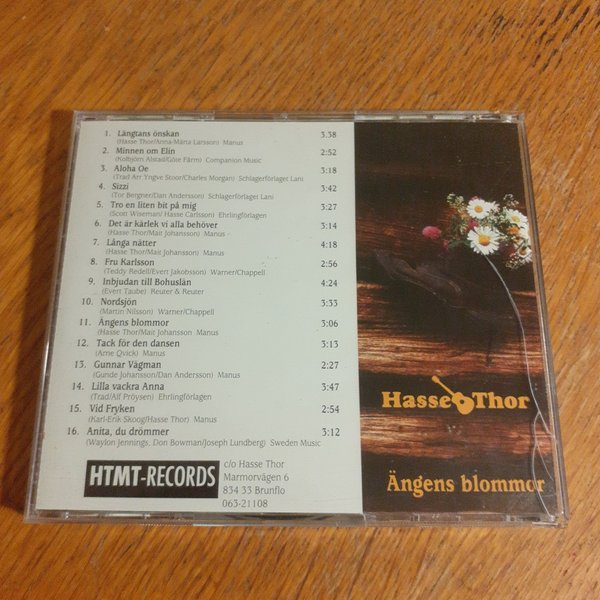 1. Längtans önskan 3.38
(Hasse Thor/Anna-Märta Larsson) Manus
2. Minnen om Elin 2:52
(Kolbjörn Alstad/Göte Färm) Companion Music
3. Aloha Oe 3:18
(Trad Arr Yngve Stoor/Charles Morgan) Schlagerförlaget Lani
4. Sizzi 3:42
(Tor Bergner/Dan Andersson) Schlagerförlaget Lani
5. Tro en liten bit på mig 3:27
(Scott Wiseman/ Hasse Carlsson) Ehrlingförlagen
6. Det är kärlek vi alla behöver 3:14
(Hasse Thor/Mait Johansson) Manus
7. Långa nätter 4:18
(Hasse Thor/Mait Johansson) Manus
8. Fru Karlsson 2:56
(Teddy Redell/Evert Jakobsson) Warner/Chappell
9. Inbjudan till Bohuslän 4:24
(Evert Taube) Reuter & Reuter
10. Nordsjön 3:33
(Martin Nilsson) Warner/Chappell
11. Ängens blommor 3:06
(Hasse Thor/Mait Johansson Manus
12. Tack för den dansen 3:13
(Arne Qvick) Manus
13. Gunnar Vägman 2:27
(Gunde Johansson/Dan Andersson) Manus
14. Lilla vackra Anna 3:47
(Trad/Alf Pröysen) Ehrlingförlagen
15. Vid Fryken 2:54
(Karl-Erik Skoog/Hasse Thor) Manus
16. Anita, du drömmer 3:12
(Waylon Jennings, Don Bowman/Joseph Lundberg) Sweden Music
HTMT-RECORDS
c/o Hasse Thor
Marmorvägen 6
834 33 Brunflo
063-21108
Hasse Thor
Ängens blommor